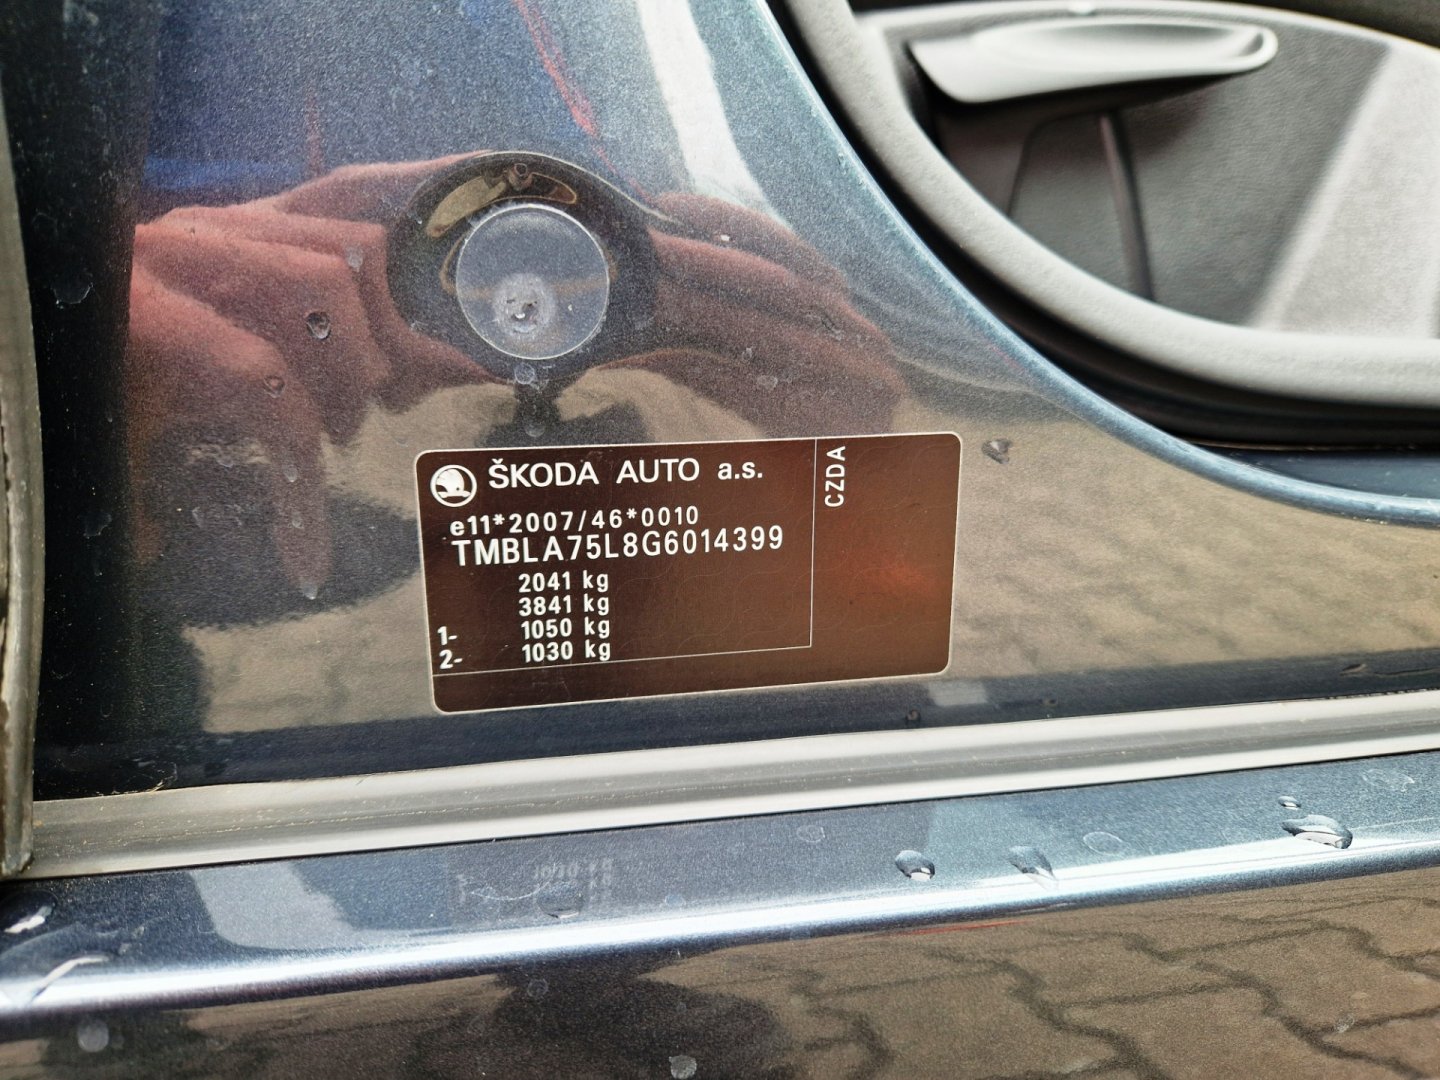 ŠKODA AUTO a.s.
e11*2007/46*0010
TMBLA75L8G6014399
2041 kg
3841 kg
1- 1050 kg
2- 1030 kg
CZDA